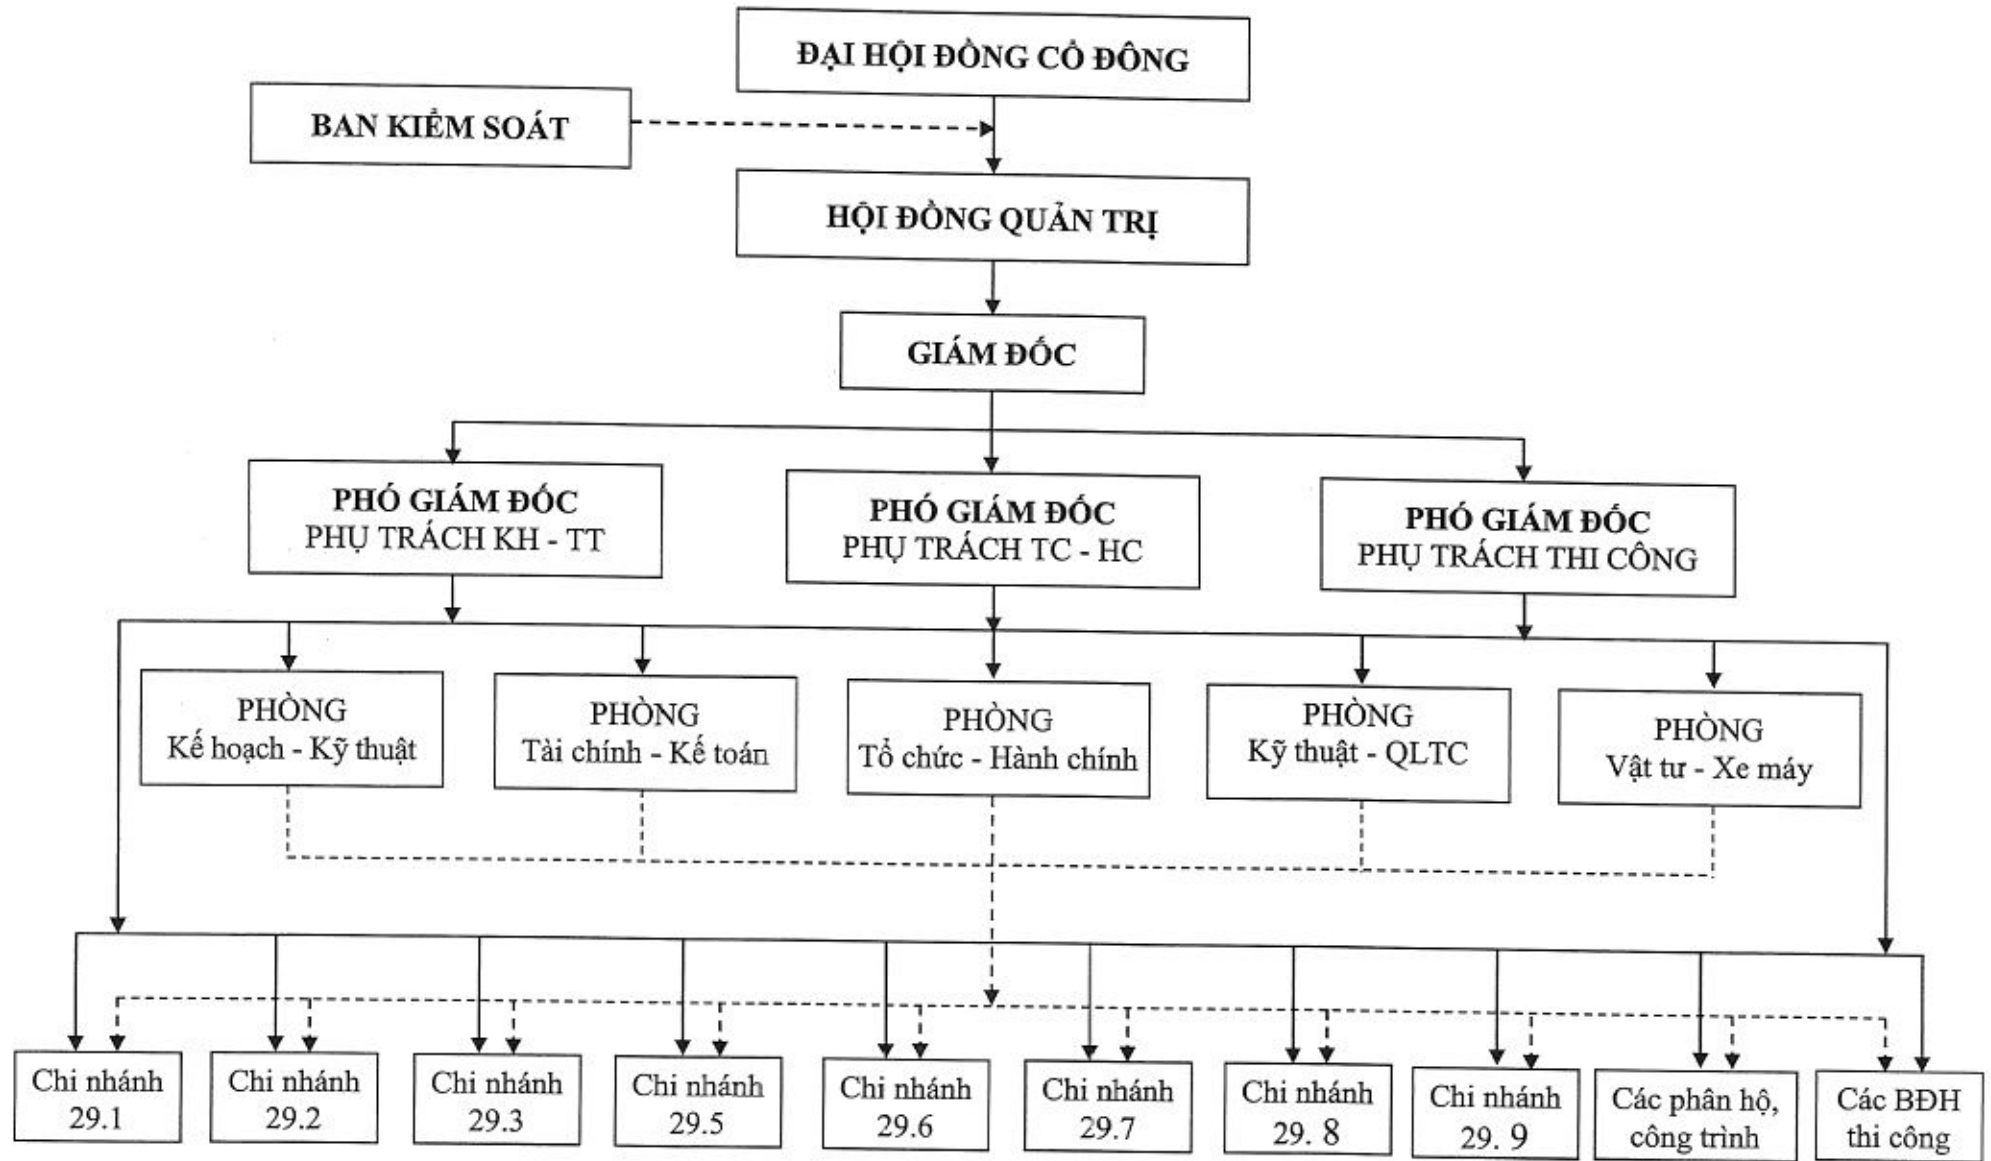 ĐẠI HỘI ĐỒNG CỔ ĐÔNG
BAN KIỂM SOÁT
HỘI ĐỒNG QUẢN TRỊ
GIÁM ĐỐC
PHÓ GIÁM ĐỐC
PHỤ TRÁCH KH - TT
PHÓ GIÁM ĐỐC
PHỤ TRÁCH TC - HC
PHÓ GIÁM ĐỐC
PHỤ TRÁCH THI CÔNG
PHÒNG
Kế hoạch - Kỹ thuật
PHÒNG
Tài chính - Kế toán
PHÒNG
Tổ chức - Hành chính
PHÒNG
Kỹ thuật - QLTC
PHÒNG
Vật tư - Xe máy
Chi nhánh
29.1
Chi nhánh
29.2
Chi nhánh
29.3
Chi nhánh
29.5
Chi nhánh
29.6
Chi nhánh
29.7
Chi nhánh
29. 8
Chi nhánh
29. 9
Các phân hộ,
công trình
Các BĐH
thi công